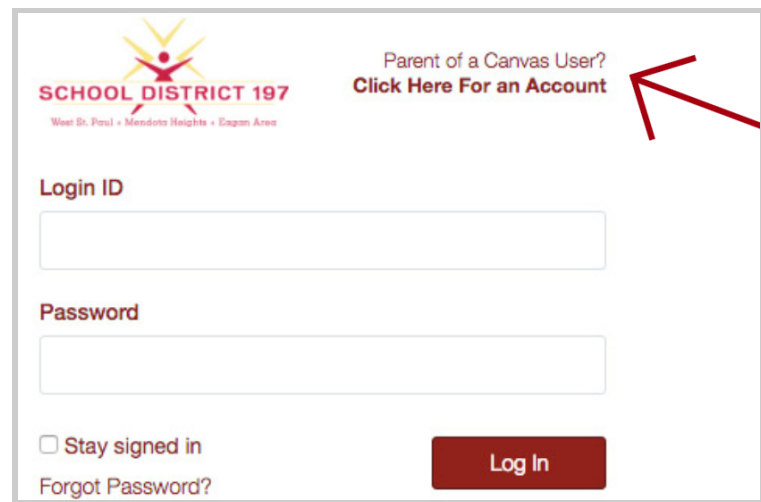 Parent of a Canvas User?
Click Here For an Account
SCHOOL DISTRICT 197
West St. Paul + Mendota Heights + Eagan Area
Login ID
Password
Stay signed in
Log In
Forgot Password?